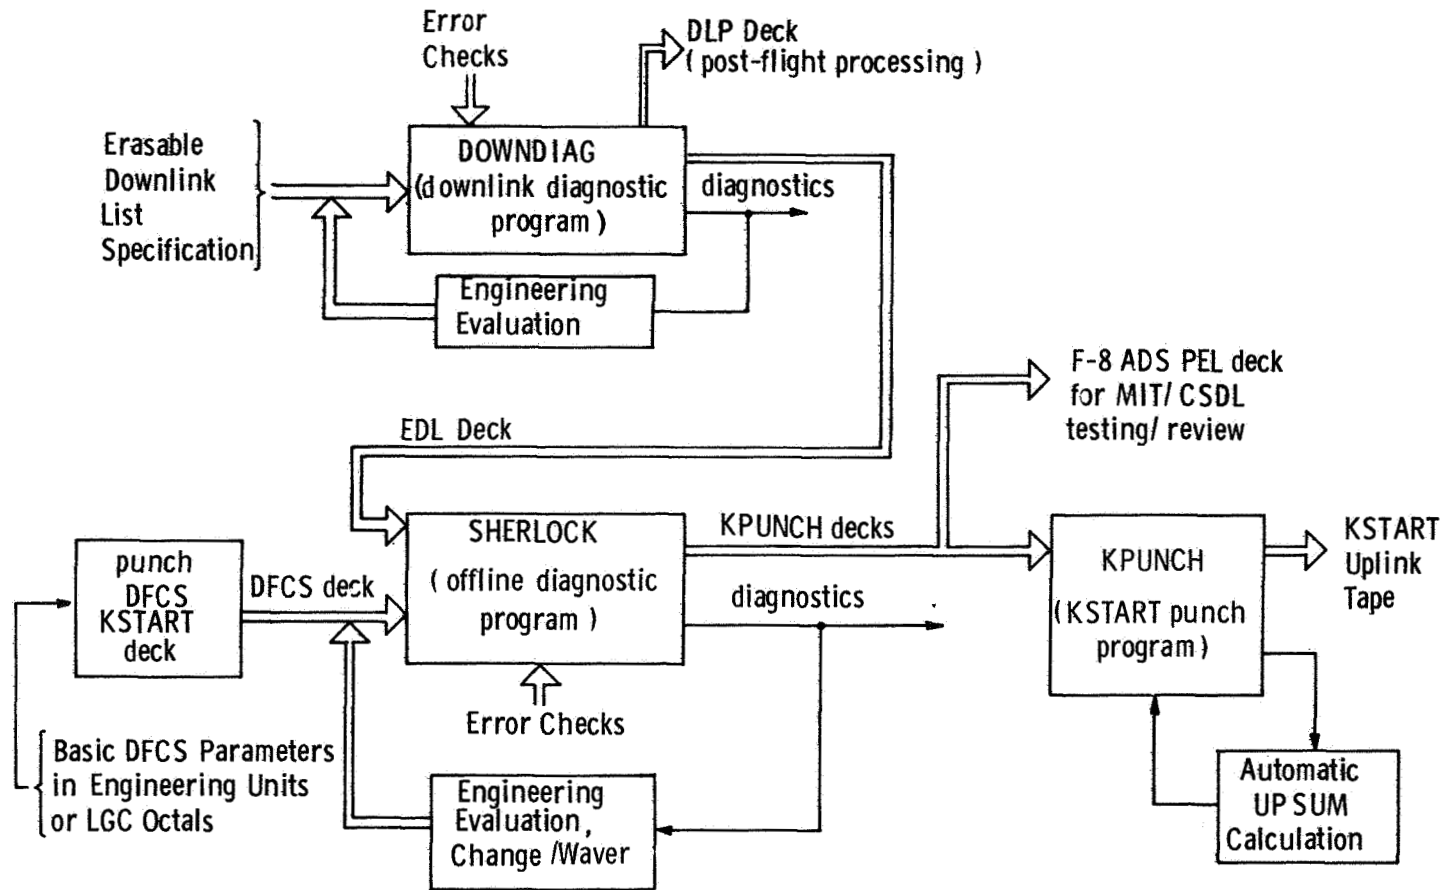 Error
Checks
DLP Deck
( post-flight processing )
Erasable
Downlink
List
Specification
DOWNDIAG
(downlink diagnostic
program )
diagnostics
Engineering
Evaluation
F-8 ADS PEL deck
for MIT/ CSDL
testing/ review
EDL Deck
punch
DFCS
KSTART
deck
DFCS deck
SHERLOCK
( offline diagnostic
program )
KPUNCH decks
diagnostics
KPUNCH
(KSTART punch
program )
KSTART
Uplink
Tape
Error Checks
Basic DFCS Parameters
in Engineering Units
or LGC Octals
Engineering
Evaluation,
Change /Waver
Automatic
UP SUM
Calculation